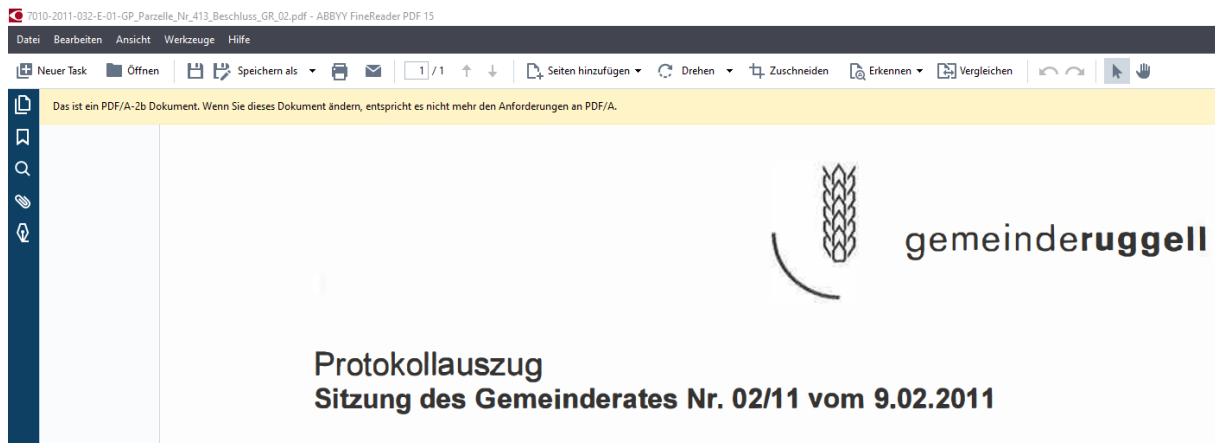 7010-2011-032-E-01-GP_Parzelle_Nr_413_Beschluss_GR_02.pdf - ABBYY FineReader PDF 15
Datei Bearbeiten Ansicht Werkzeuge Hilfe
Neuer Task Öffnen Speichern als 1 / 1 Seiten hinzufügen Drehen Zuschneiden Erkennen Vergleichen
Das ist ein PDF/A-2b Dokument. Wenn Sie dieses Dokument ändern, entspricht es nicht mehr den Anforderungen an PDF/A.
gemeinderuggell
Protokollauszug
Sitzung des Gemeinderates Nr. 02/11 vom 9.02.2011